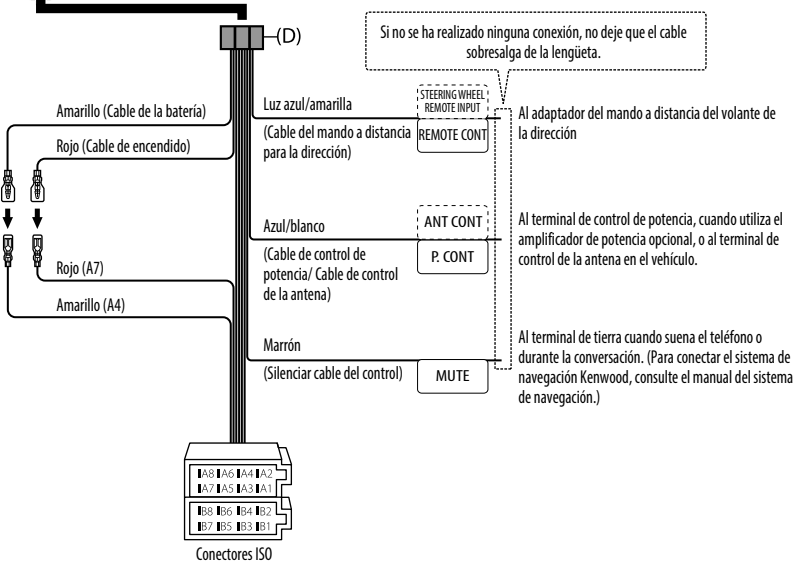 (D)
Si no se ha realizado ninguna conexión, no deje que el cable
sobresalga de la lengüeta.
Amarillo (Cable de la batería)
Rojo (Cable de encendido)
Luz azul/amarilla
(Cable del mando a distancia
para la dirección)
STEERING WHEEL
REMOTE INPUT
REMOTE CONT
Al adaptador del mando a distancia del volante de
la dirección
Azul/blanco
(Cable de control de
potencia/ Cable de control
de la antena)
ANT CONT
P. CONT
Al terminal de control de potencia, cuando utiliza el
amplificador de potencia opcional, o al terminal de
control de la antena en el vehículo.
Rojo (A7)
Amarillo (A4)
Marrón
(Silenciar cable del control)
MUTE
Al terminal de tierra cuando suena el teléfono o
durante la conversación. (Para conectar el sistema de
navegación Kenwood, consulte el manual del sistema
de navegación.)
A8 A6 A4 A2
A7 A5 A3 A1
B8 B6 B4 B2
B7 B5 B3 B1
Conectores ISO